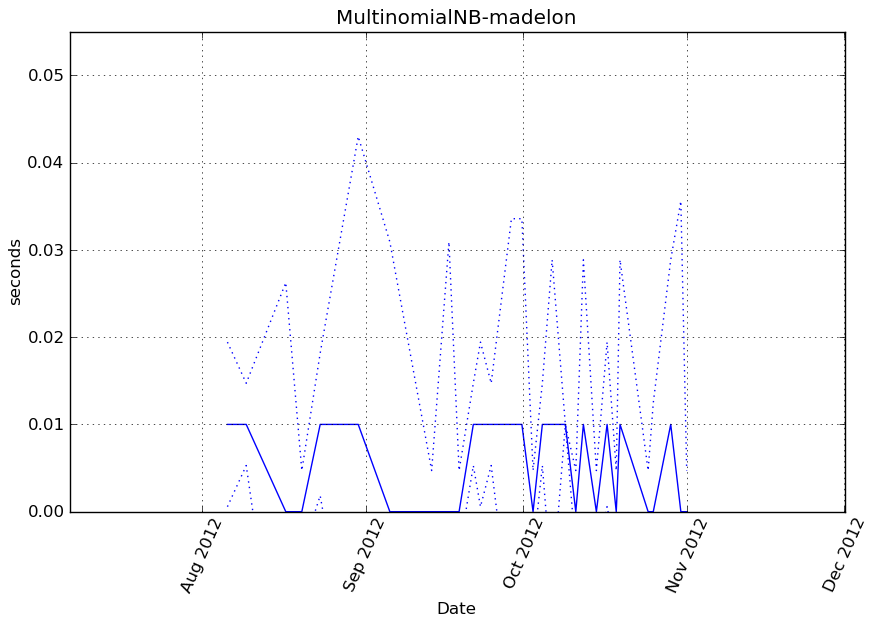 MultinomialNB-madelon
seconds
0.05
0.04
0.03
0.02
0.01
0.00
Aug 2012
Sep 2012
Oct 2012
Nov 2012
Dec 2012
Date